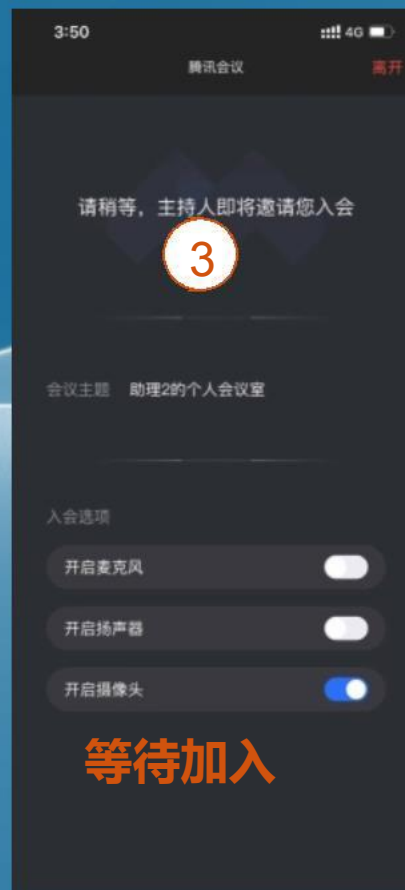 3:50 4G
腾讯会议 离开
请稍等，主持人即将邀请您入会
3
会议主题 助理2的个人会议室
入会选项
开启麦克风
开启扬声器
开启摄像头
等待加入